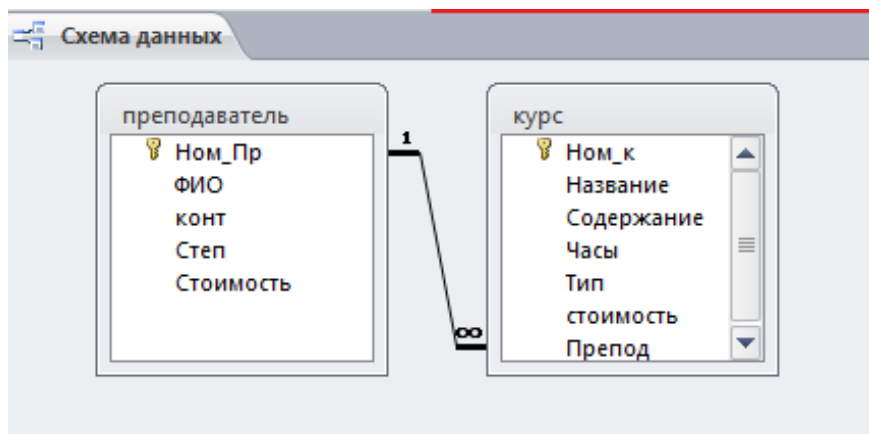 Схема данных
преподаватель
Ном_Пр
ФИО
конт
Степ
Стоимость
1
∞
курс
Ном_к
Название
Содержание
Часы
Тип
стоимость
Препод